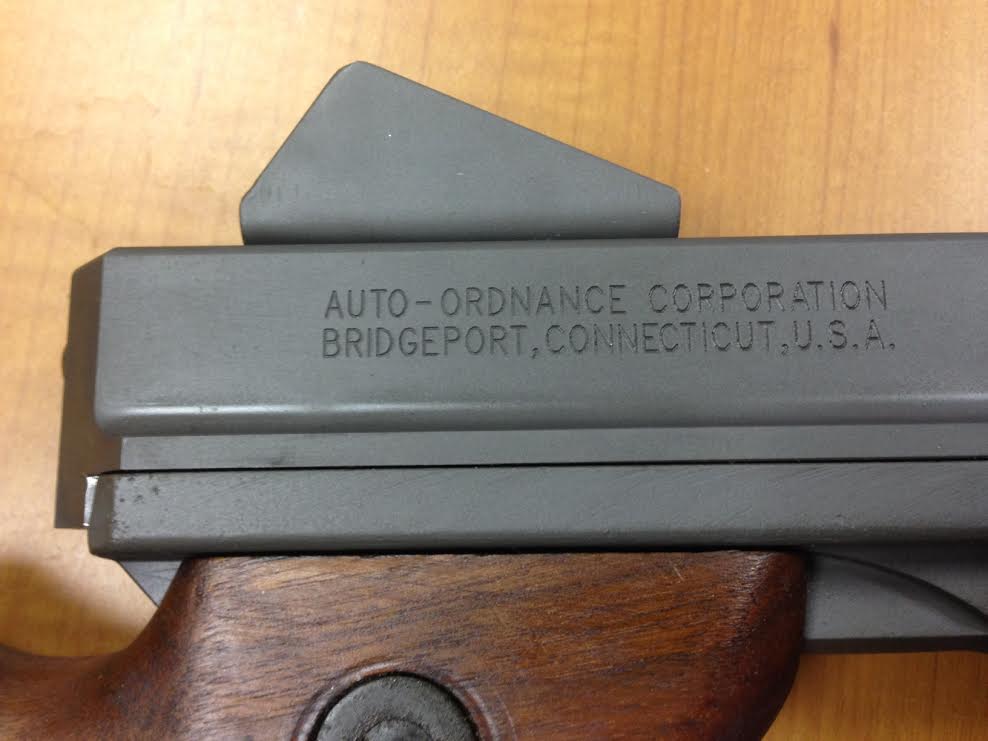 AUTO-ORDNANCE CORPORATION
BRIDGEPORT, CONNECTICUT, U.S.A.